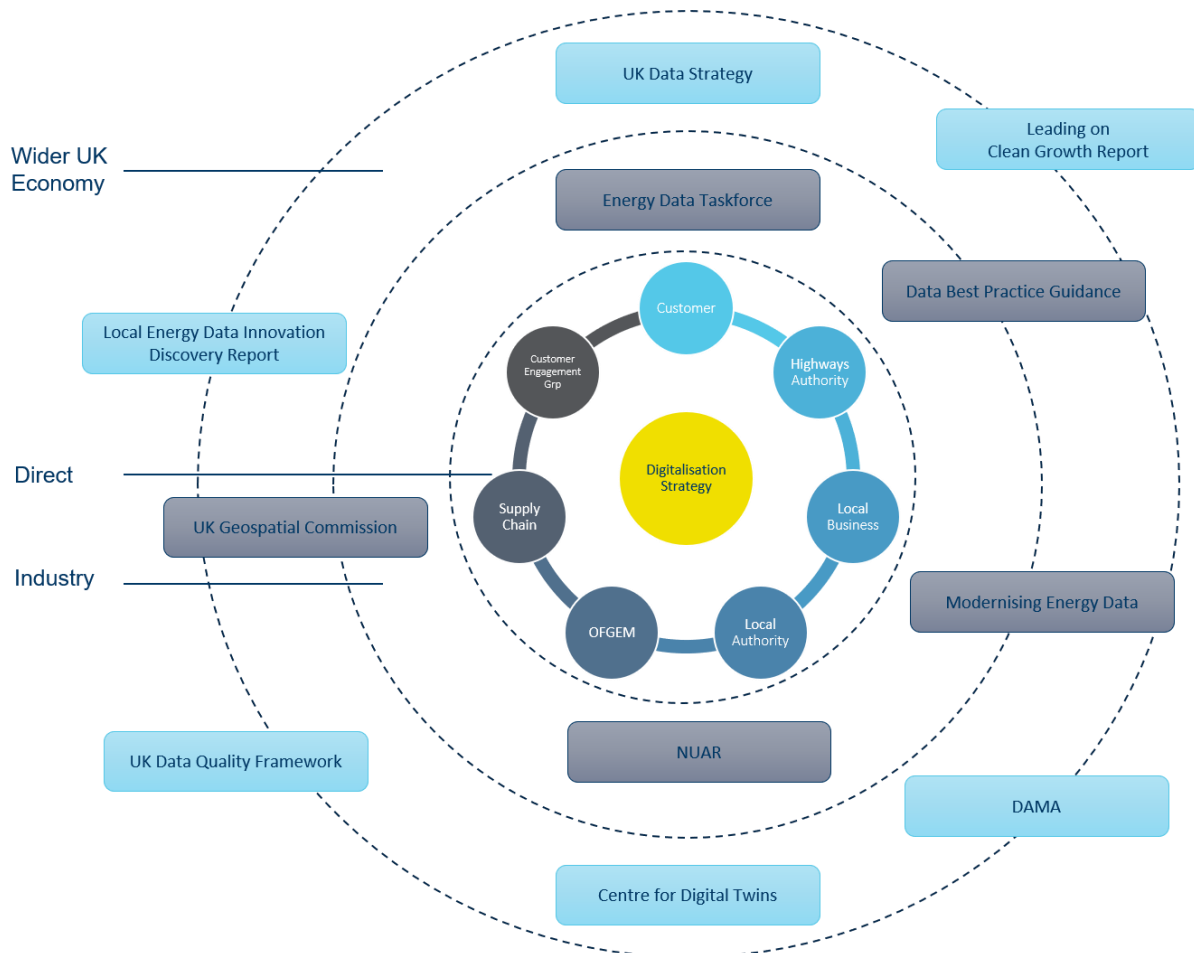 UK Data Strategy
Leading on
Clean Growth Report
Wider UK
Economy
Energy Data Taskforce
Data Best Practice Guidance
Customer
Local Energy Data Innovation
Discovery Report
Customer
Engagement
Grp
Highways
Authority
Direct
Digitalisation
Strategy
Supply
Chain
Local
Business
UK Geospatial Commission
Industry
Modernising Energy Data
OFGEM
Local
Authority
NUAR
UK Data Quality Framework
DAMA
Centre for Digital Twins